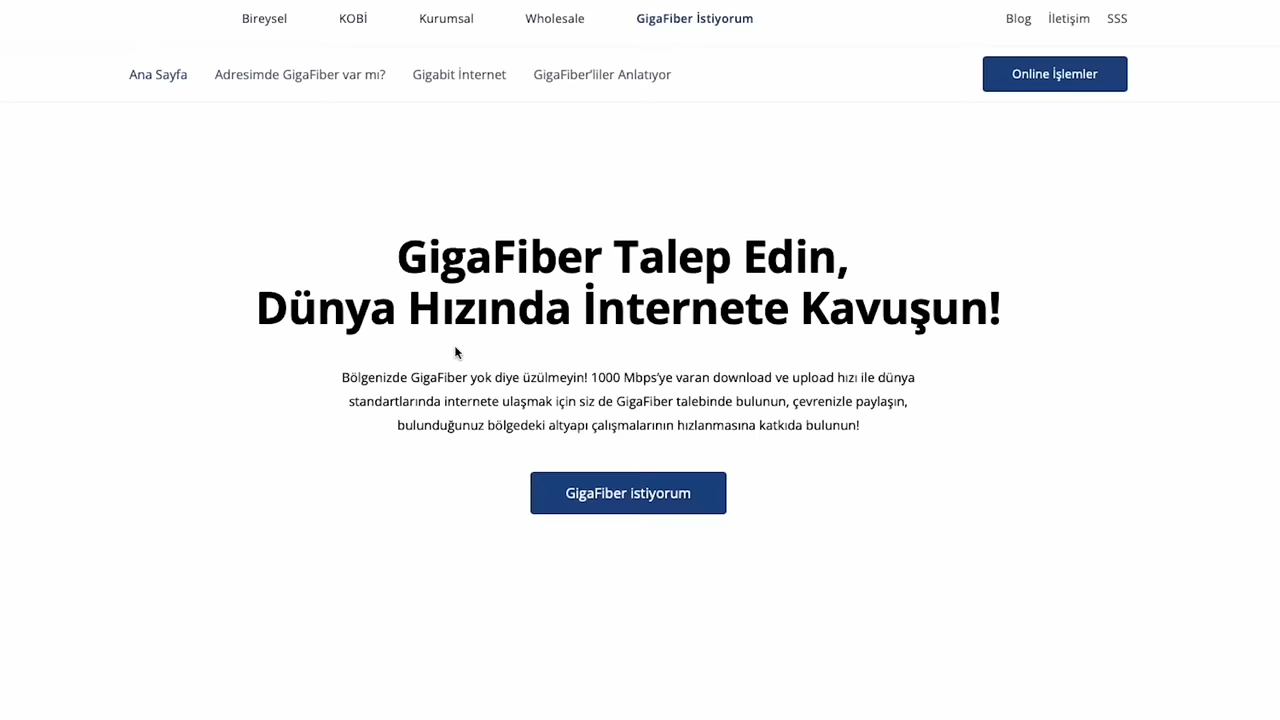 Bireysel KOBİ Kurumsal Wholesale GigaFiber İstiyorum Blog İletişim SSS
Ana Sayfa Adresimde GigaFiber var mı? Gigabit İnternet GigaFiber'liler Anlatıyor Online İşlemler
GigaFiber Talep Edin,
Dünya Hızında İnternete Kavuşun!
Bölgenizde GigaFiber yok diye üzülmeyin! 1000 Mbps'ye varan download ve upload hızı ile dünya
standartlarında internete ulaşmak için siz de GigaFiber talebinde bulunun, çevrenizle paylaşın,
bulunduğunuz bölgedeki altyapı çalışmalarının hızlanmasına katkıda bulunun!
GigaFiber istiyorum